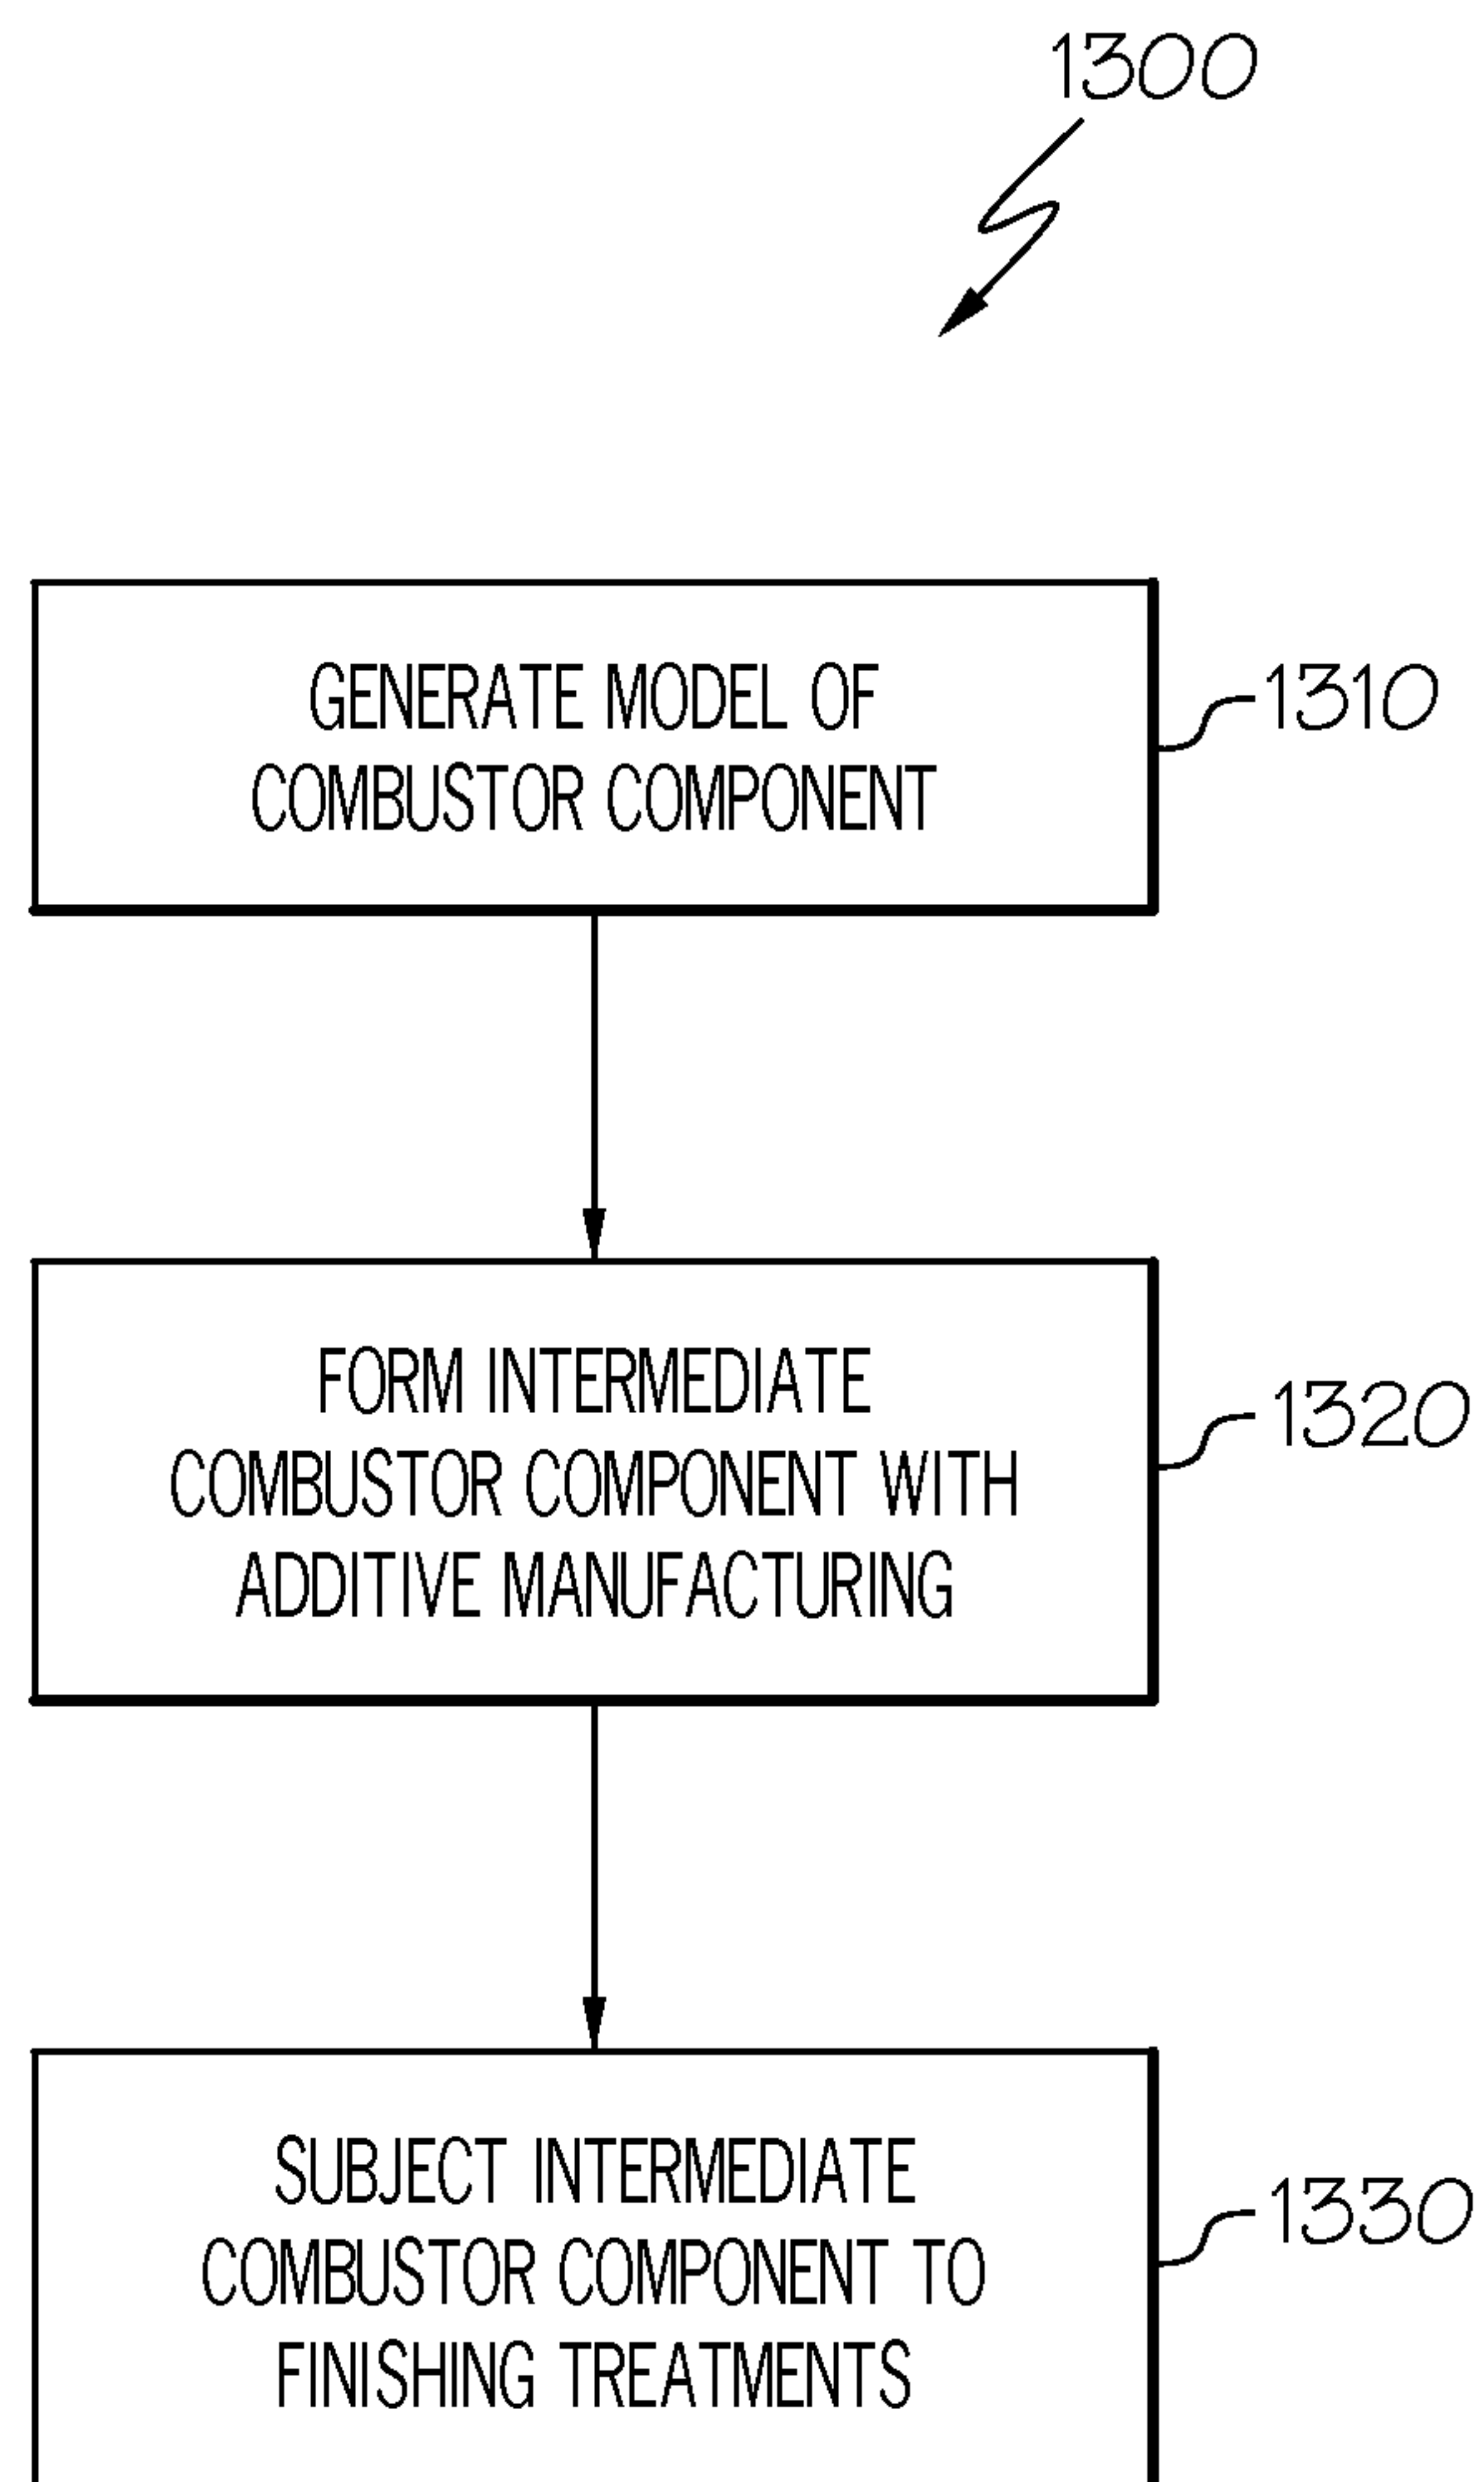 1300
GENERATE MODEL OF
COMBUSTOR COMPONENT
1310
FORM INTERMEDIATE
COMBUSTOR COMPONENT WITH
ADDITIVE MANUFACTURING
1320
SUBJECT INTERMEDIATE
COMBUSTOR COMPONENT TO
FINISHING TREATMENTS
1330